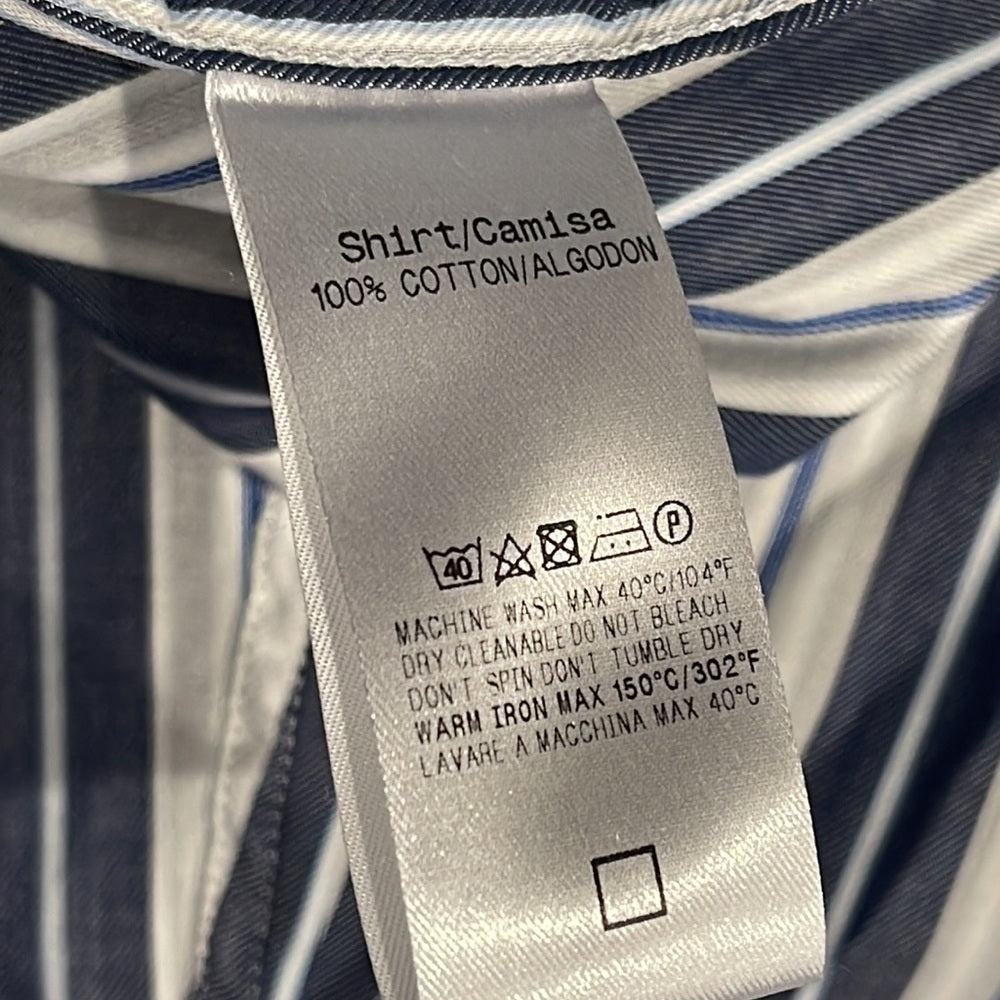 Shirt/Camisa
100% COTTON/ALGODON
40 P
MACHINE WASH MAX 40°C/104°F
DRY CLEANABLE DO NOT BLEACH
DON'T SPIN DON'T TUMBLE DRY
WARM IRON MAX 150°C/302°F
LAVARE A MACCHINA MAX 40°C